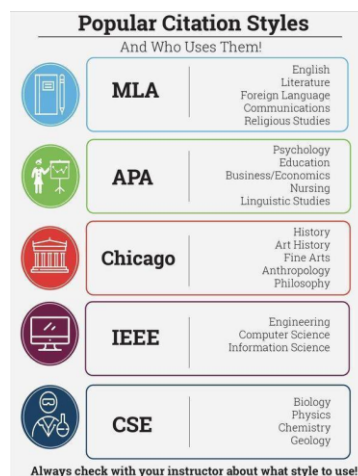 Popular Citation Styles
And Who Uses Them!
MLA
English
Literature
Foreign Language
Communications
Religious Studies
APA
Psychology
Education
Business/Economics
Nursing
Linguistic Studies
Chicago
History
Art History
Fine Arts
Anthropology
Philosophy
IEEE
Engineering
Computer Science
Information Science
CSE
Biology
Physics
Chemistry
Geology
Always check with your instructor about what style to use!